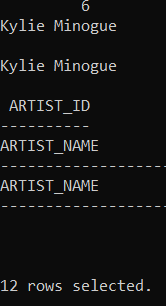 6
Kylie Minogue
Kylie Minogue
ARTIST_ID
----------
ARTIST_NAME
--------------------
ARTIST_NAME
--------------------
12 rows selected.